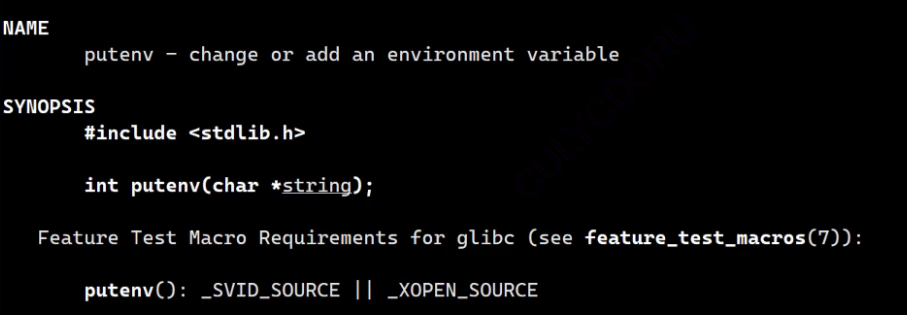 NAME
putenv - change or add an environment variable
SYNOPSIS
#include <stdlib.h>
int putenv(char *string);
Feature Test Macro Requirements for glibc (see feature_test_macros(7)):
putenv(): _SVID_SOURCE || _XOPEN_SOURCE